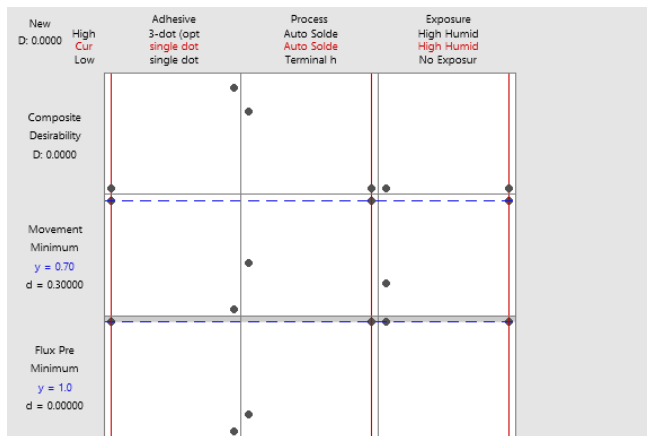 New
D: 0.0000
High
Cur
Low
Adhesive
3-dot (opt
single dot
single dot
Process
Auto Solde
Auto Solde
Terminal h
Exposure
High Humid
High Humid
No Exposur
Composite
Desirability
D: 0.0000
Movement
Minimum
y = 0.70
d = 0.30000
Flux Pre
Minimum
y = 1.0
d = 0.00000